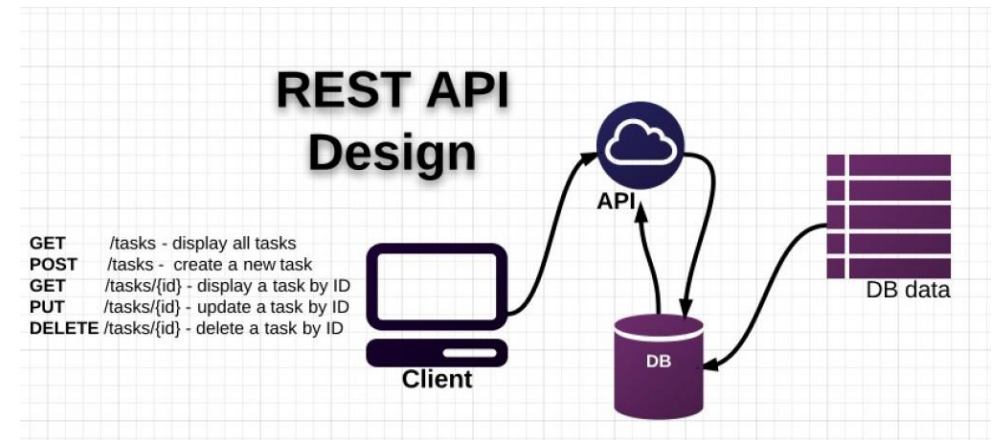 REST API
Design
GET /tasks - display all tasks
POST /tasks - create a new task
GET /tasks/{id} - display a task by ID
PUT /tasks/{id} - update a task by ID
DELETE /tasks/{id} - delete a task by ID
Client
API
DB
DB data